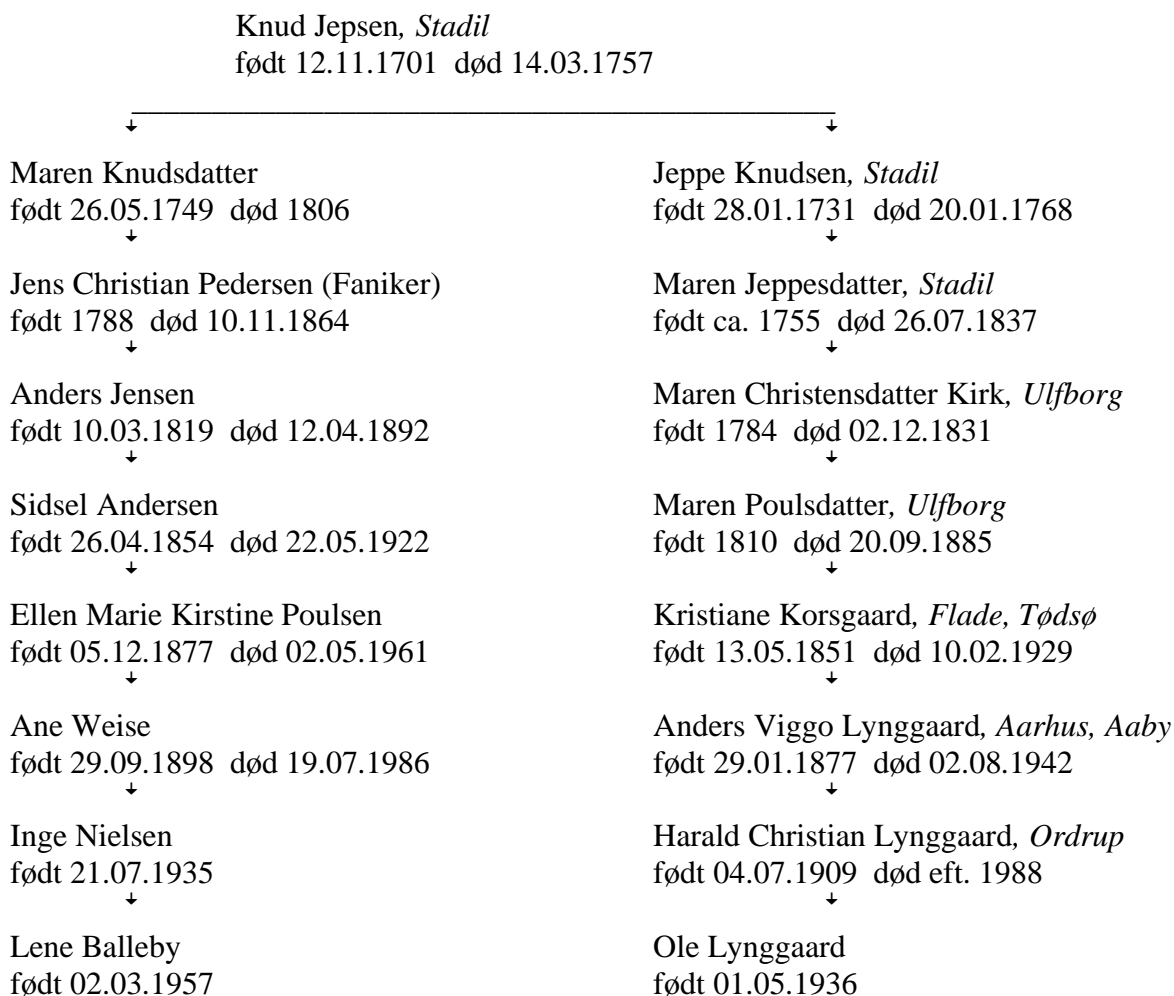 Knud Jepsen, Stadil
født 12.11.1701 død 14.03.1757
Maren Knudsdatter
født 26.05.1749 død 1806
Jeppe Knudsen, Stadil
født 28.01.1731 død 20.01.1768
Jens Christian Pedersen (Faniker)
født 1788 død 10.11.1864
Maren Jeppesdatter, Stadil
født ca. 1755 død 26.07.1837
Anders Jensen
født 10.03.1819 død 12.04.1892
Maren Christensdatter Kirk, Ulfborg
født 1784 død 02.12.1831
Sidsel Andersen
født 26.04.1854 død 22.05.1922
Maren Poulsdatter, Ulfborg
født 1810 død 20.09.1885
Ellen Marie Kirstine Poulsen
født 05.12.1877 død 02.05.1961
Kristiane Korsgaard, Flade, Tødsø
født 13.05.1851 død 10.02.1929
Ane Weise
født 29.09.1898 død 19.07.1986
Anders Viggo Lynggaard, Aarhus, Aaby
født 29.01.1877 død 02.08.1942
Inge Nielsen
født 21.07.1935
Harald Christian Lynggaard, Ordrup
født 04.07.1909 død eft. 1988
Lene Balleby
født 02.03.1957
Ole Lynggaard
født 01.05.1936